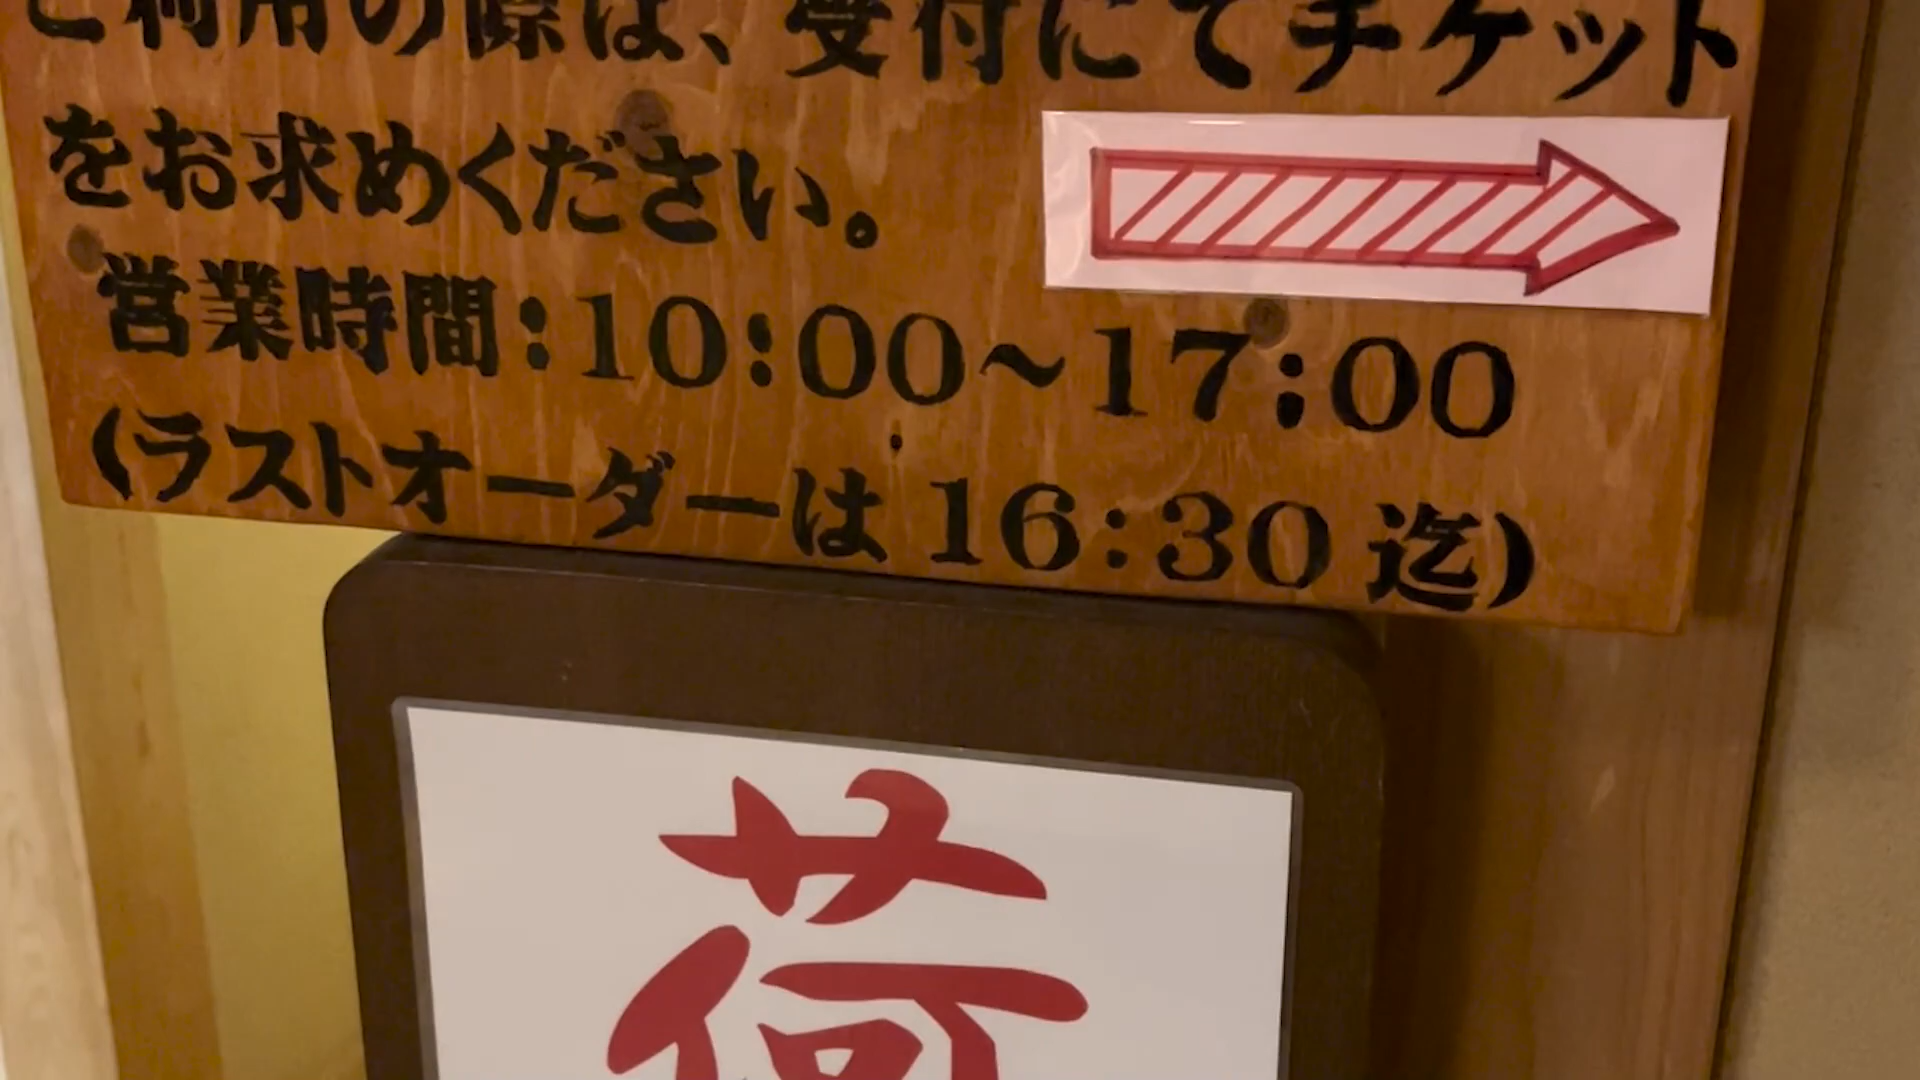 ご利用の際は、受付にてチケット
をお求めください。
営業時間：10:00～17:00
（ラストオーダーは16:30迄）
荷